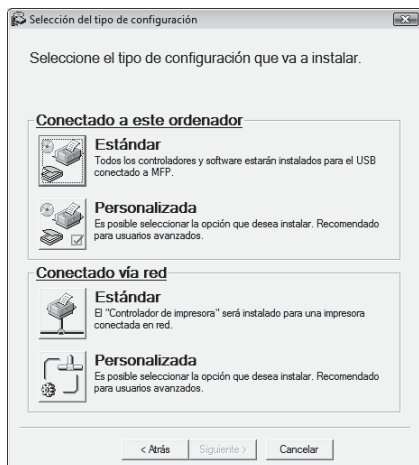 Selección del tipo de configuración
Seleccione el tipo de configuración que va a instalar.
Conectado a este ordenador
Estándar
Todos los controladores y software estarán instalados para el USB
conectado a MFP.
Personalizada
Es posible seleccionar la opción que desea instalar. Recomendado
para usuarios avanzados.
Conectado vía red
Estándar
El "Controlador de impresora" será instalado para una impresora
conectada en red.
Personalizada
Es posible seleccionar la opción que desea instalar. Recomendado
para usuarios avanzados.
< Atrás
Siguiente >
Cancelar